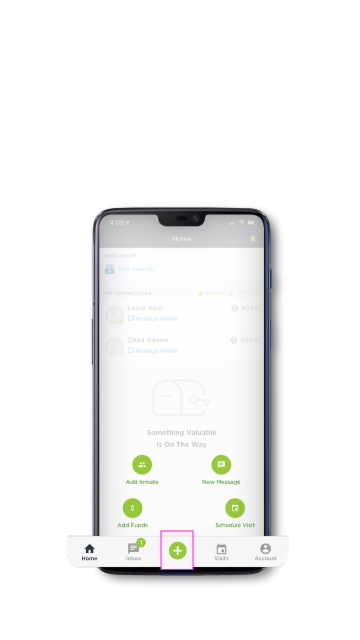 4:09
Home
NEED HELP?
View Tutorial
MY CONNECTIONS
Laura Abel
$0.00
Message Inmate
Chad Adams
$0.00
Message Inmate
Something Valuable
Is On The Way
Add Inmate
New Message
$
Add Funds
Schedule Visit
1
Home
Inbox
Visits
Account